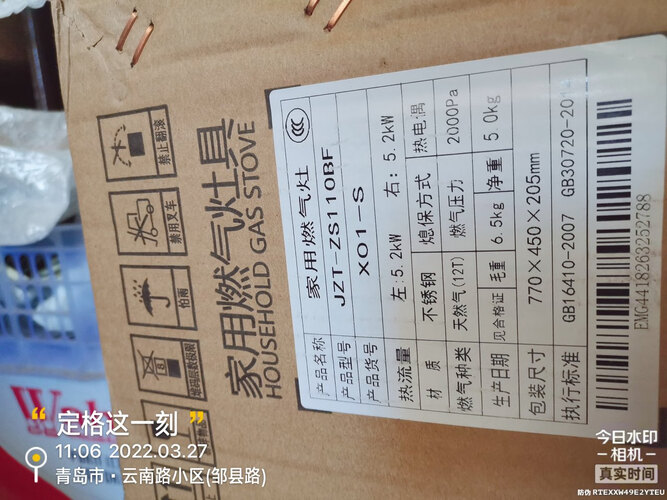 禁止翻滚
禁用叉车
怕雨
家用燃气灶具
HOUSEHOLD GAS STOVE
产品名称 家用燃气灶
产品型号 JZT-ZS110BF
产品货号 X01-S
热流量 左:5.2kW 右:5.2kW
材 质 不锈钢 熄保方式 热电偶
燃气种类 天然气(12T) 燃气压力 2000Pa
生产日期 见合格证 毛重 6.5kg 净重 5.0kg
包装尺寸 770×450×205mm
执行标准 GB16410-2007 GB30720-2014
EMG4418263252788
定格这一刻
11:06 2022.03.27
青岛市·云南路小区(邹县路)
今日水印
相机
真实时间
防伪 RTEXXW49E2YTEU